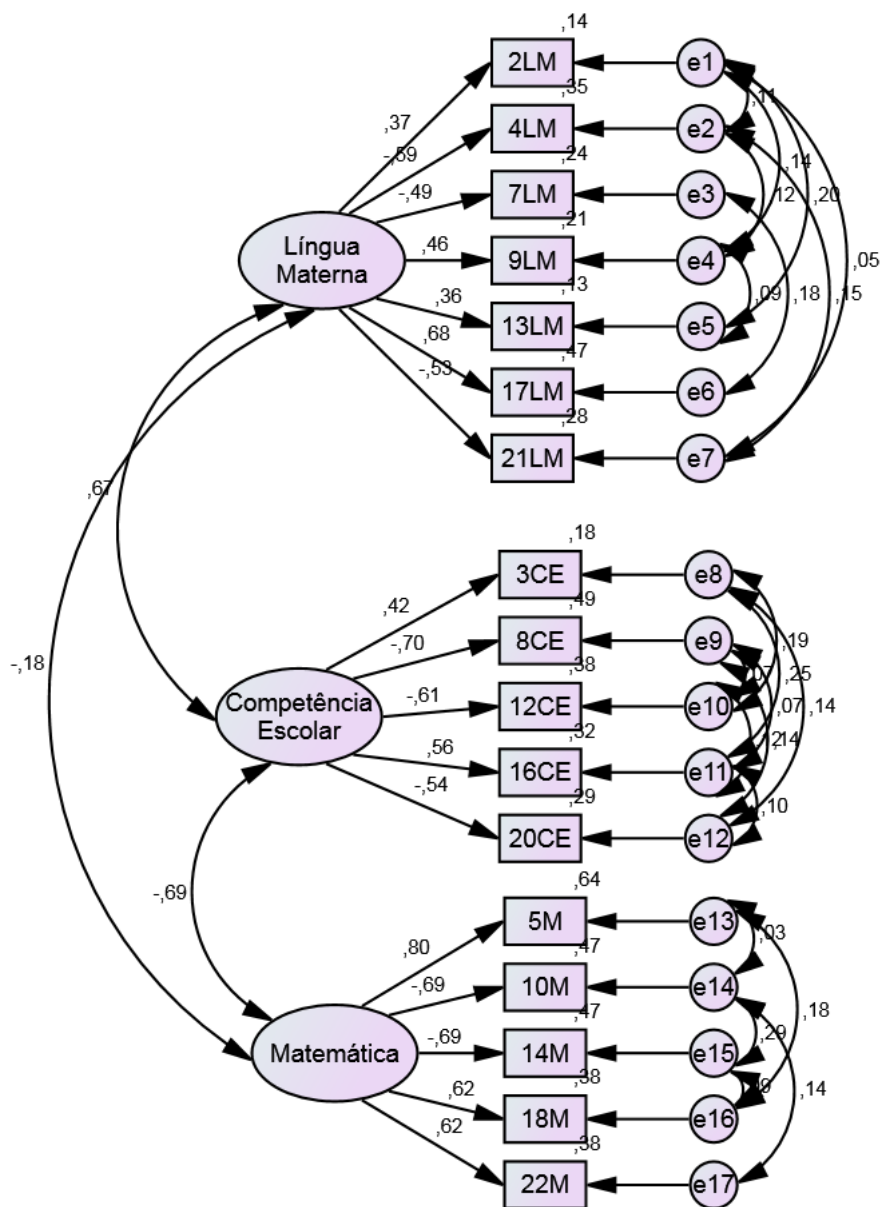 ,14
2LM
e1
,35
,11
,37
4LM
e2
-,59
,24
,14
-,49
7LM
e3
,12
,20
,21
Língua
Materna
,46
9LM
e4
,05
,13
,09
,18
,15
,36
13LM
e5
,68
,47
-,53
17LM
e6
,28
21LM
e7
,67
,18
3CE
e8
,42
,49
-,70
8CE
e9
,19
,38
,25
-,18
Competência
Escolar
-,61
12CE
e10
,07
,14
,32
,14
,56
16CE
e11
-,54
,29
,10
20CE
e12
-,69
,64
5M
e13
,03
,80
,47
-,69
10M
e14
,18
,47
,29
Matemática
-,69
14M
e15
,14
,62
,38
18M
e16
,62
,38
22M
e17